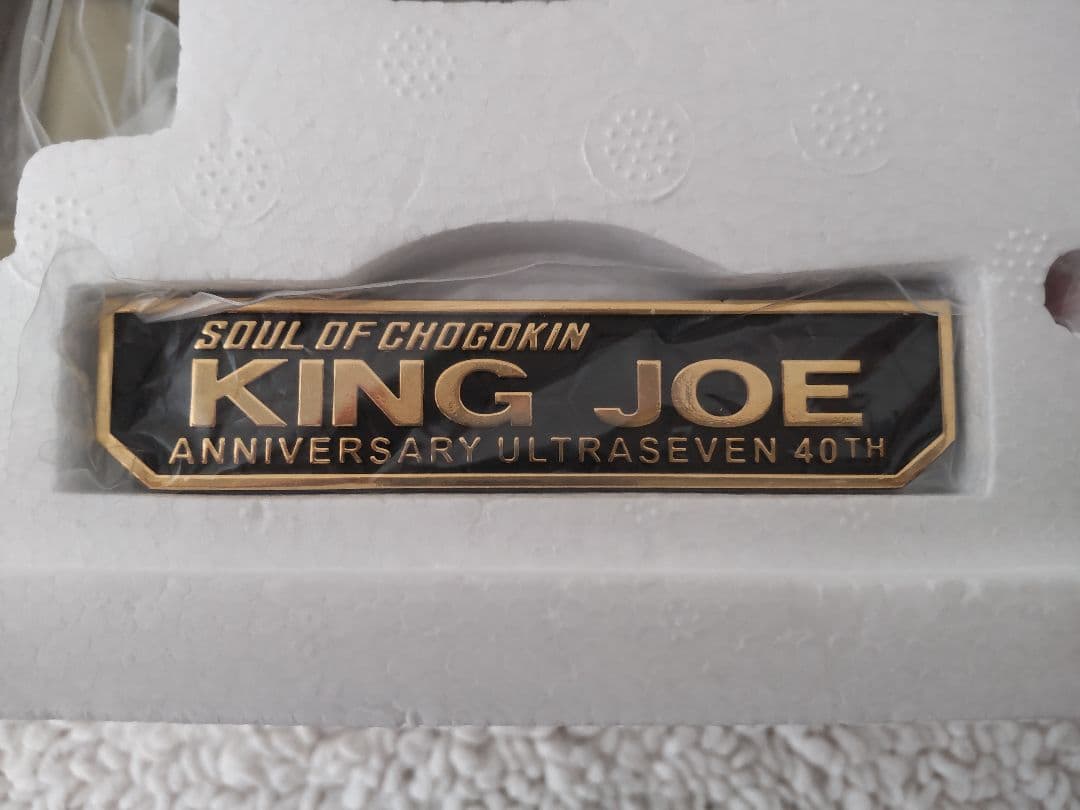 SOUL OF CHOGOKIN
KING JOE
ANNIVERSARY ULTRASEVEN 40TH